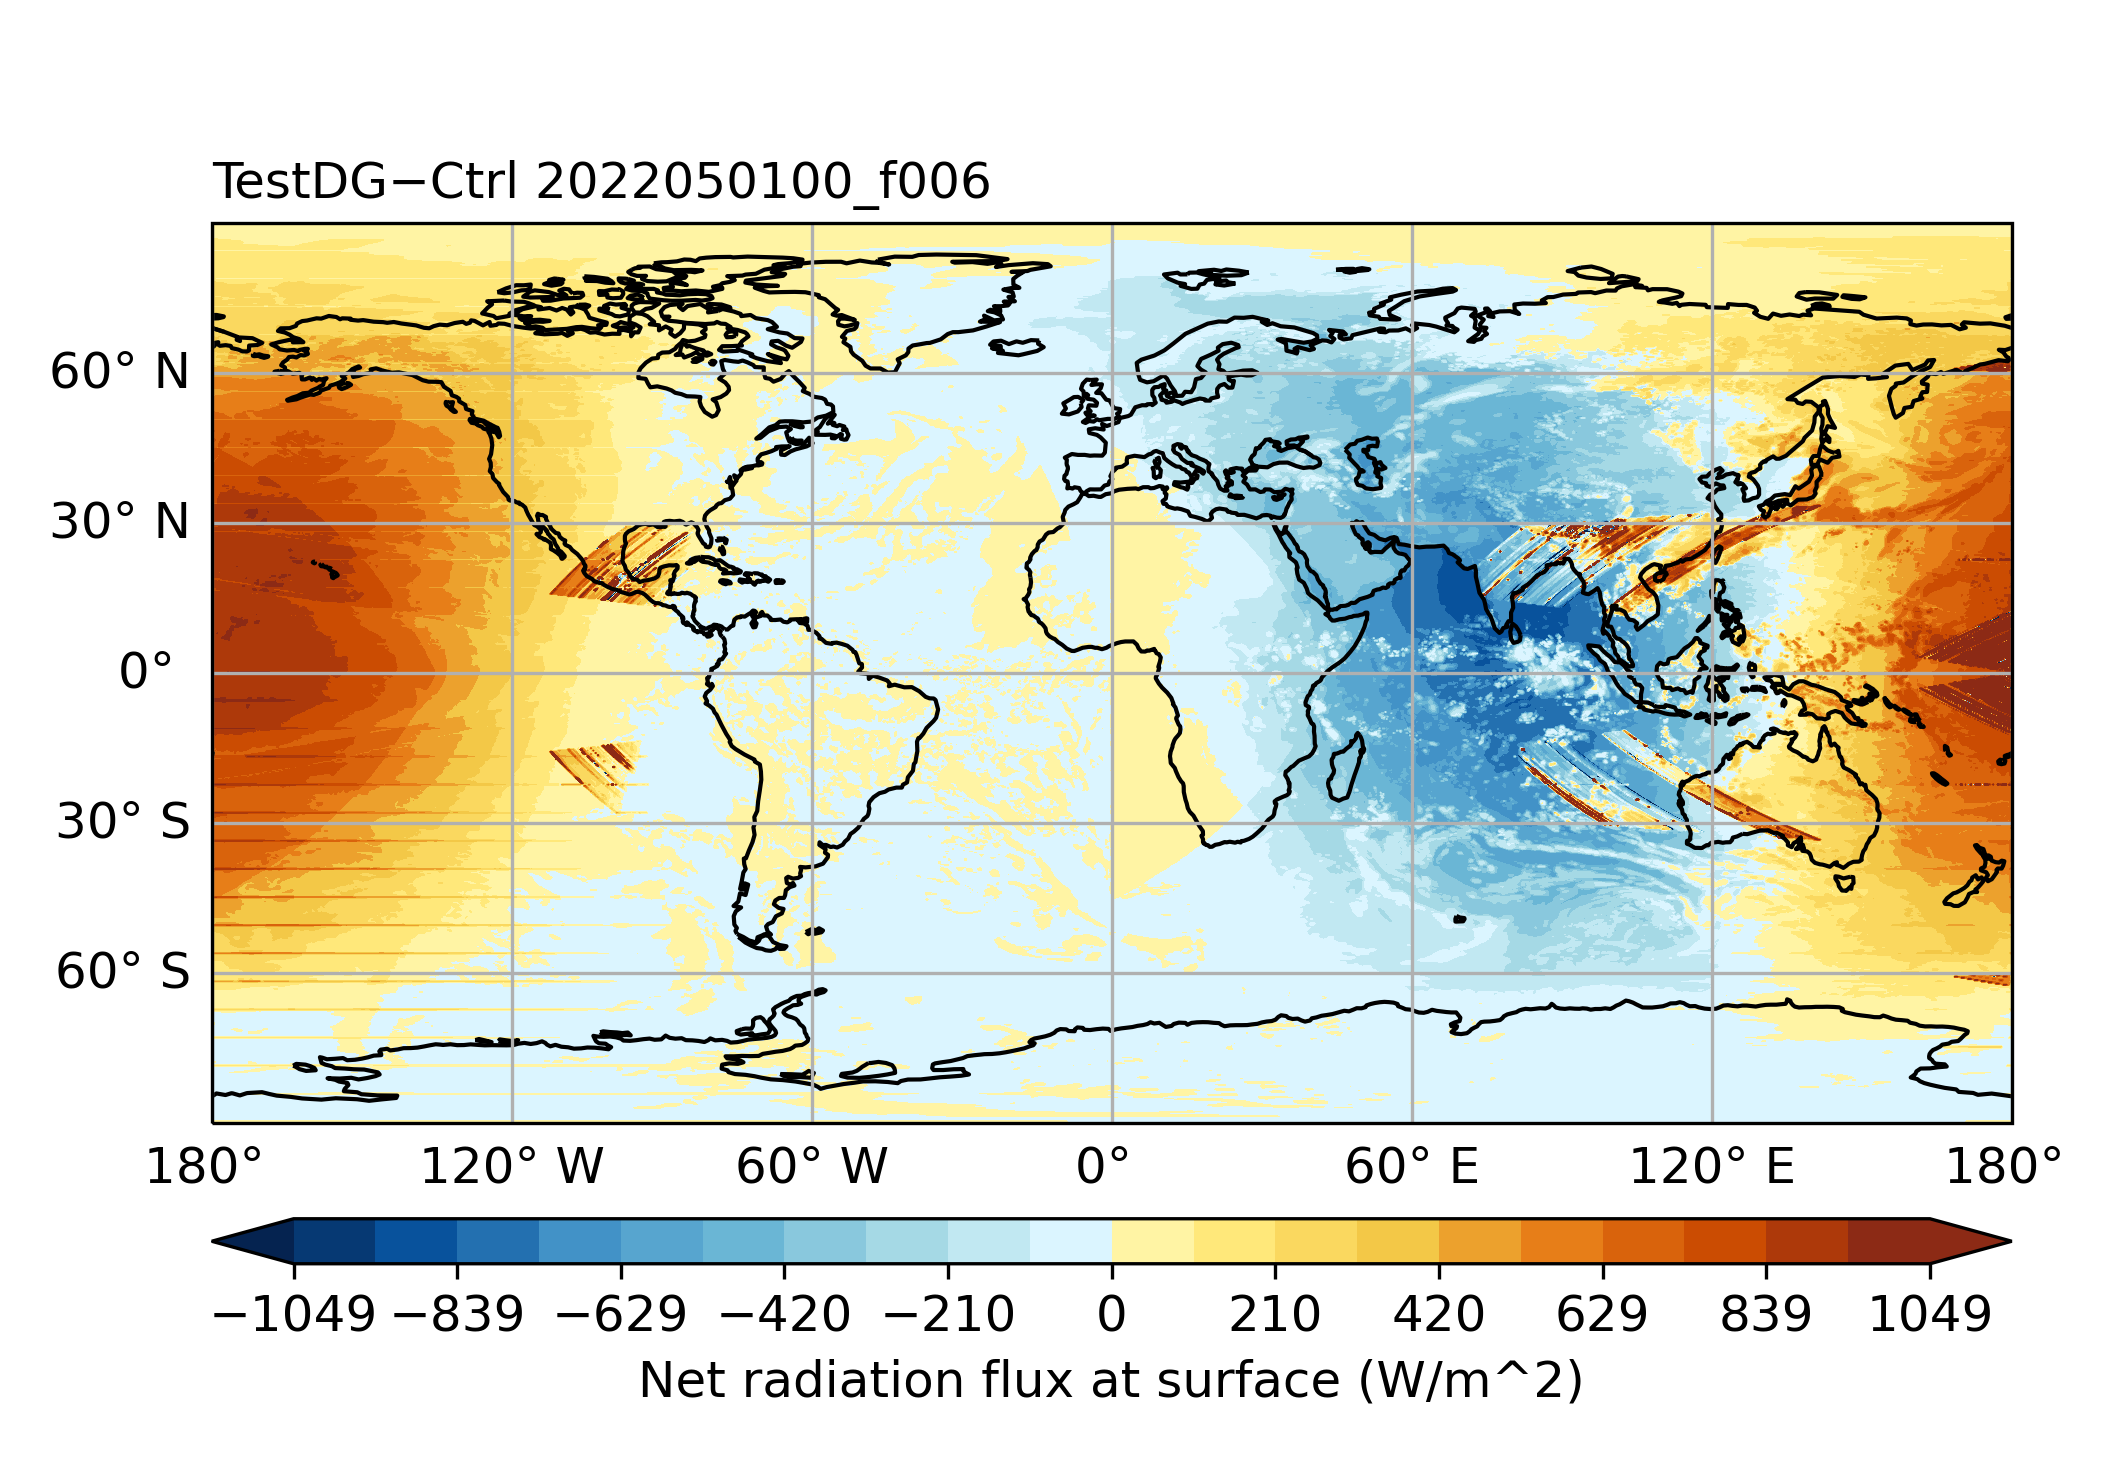 TestDG−Ctrl 2022050100_f006
60° N
30° N
0°
30° S
60° S
180° 120° W 60° W 0° 60° E 120° E 180°
−1049 −839 −629 −420 −210 0 210 420 629 839 1049
Net radiation flux at surface (W/m^2)